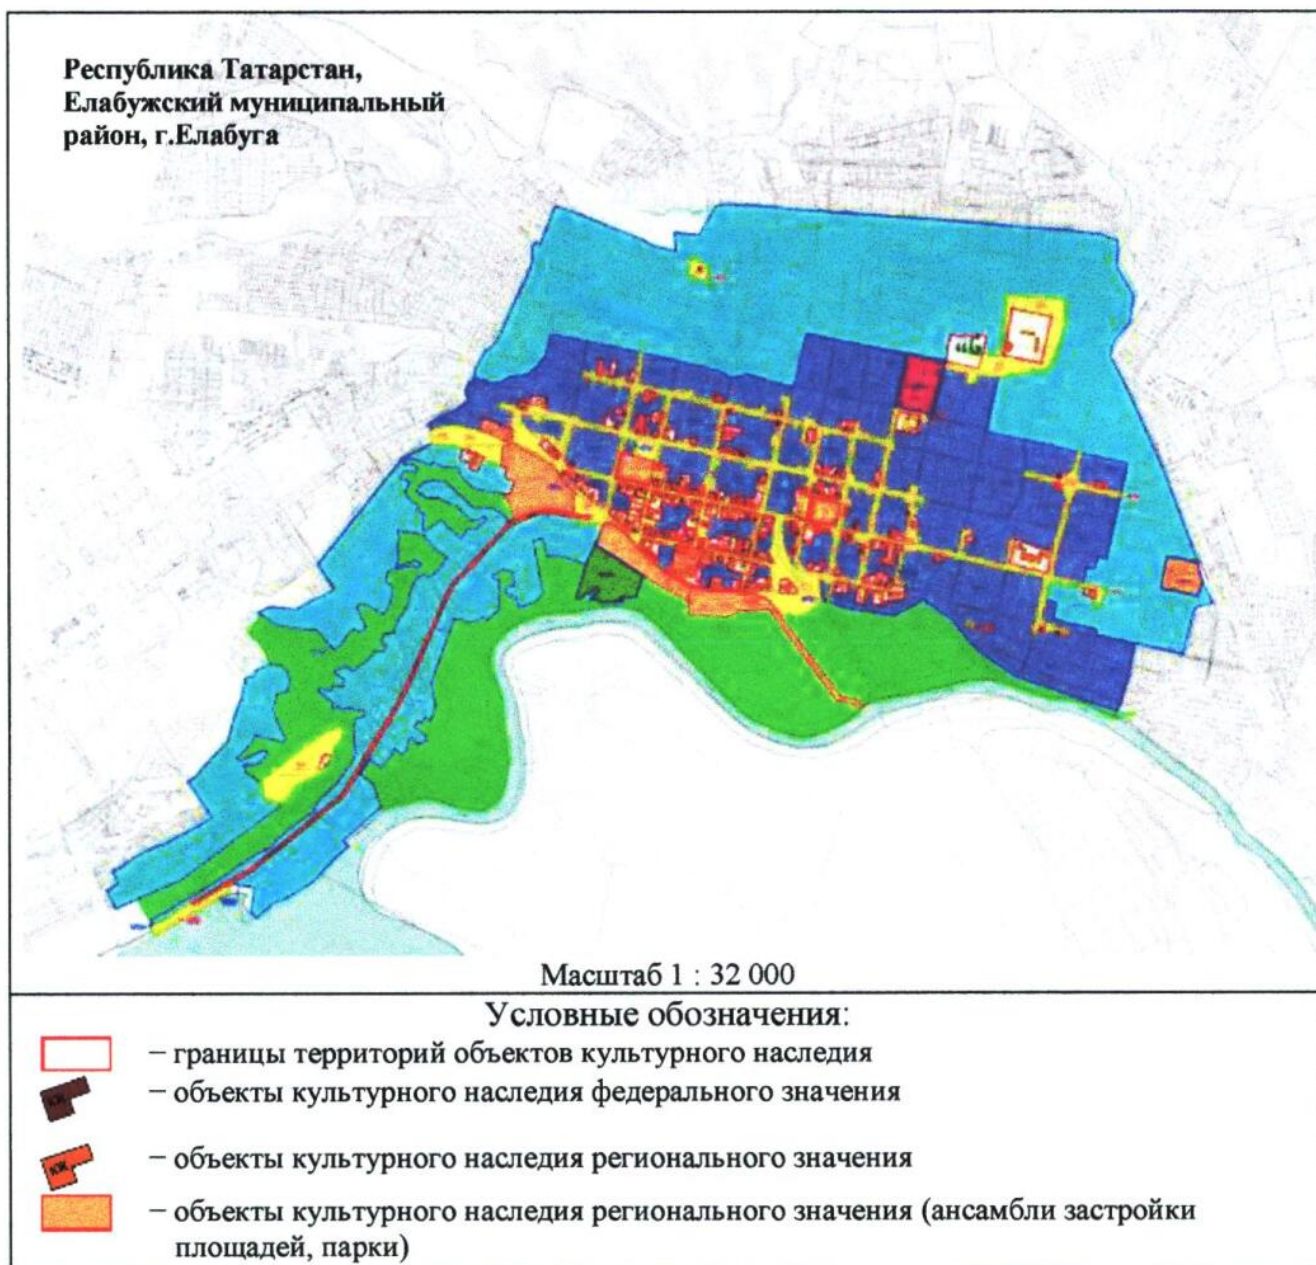 Республика Татарстан,
Елабужский муниципальный
район, г.Елабуга
Масштаб 1 : 32 000
Условные обозначения:
– границы территорий объектов культурного наследия
– объекты культурного наследия федерального значения
– объекты культурного наследия регионального значения
– объекты культурного наследия регионального значения (ансамбли застройки
площадей, парки)